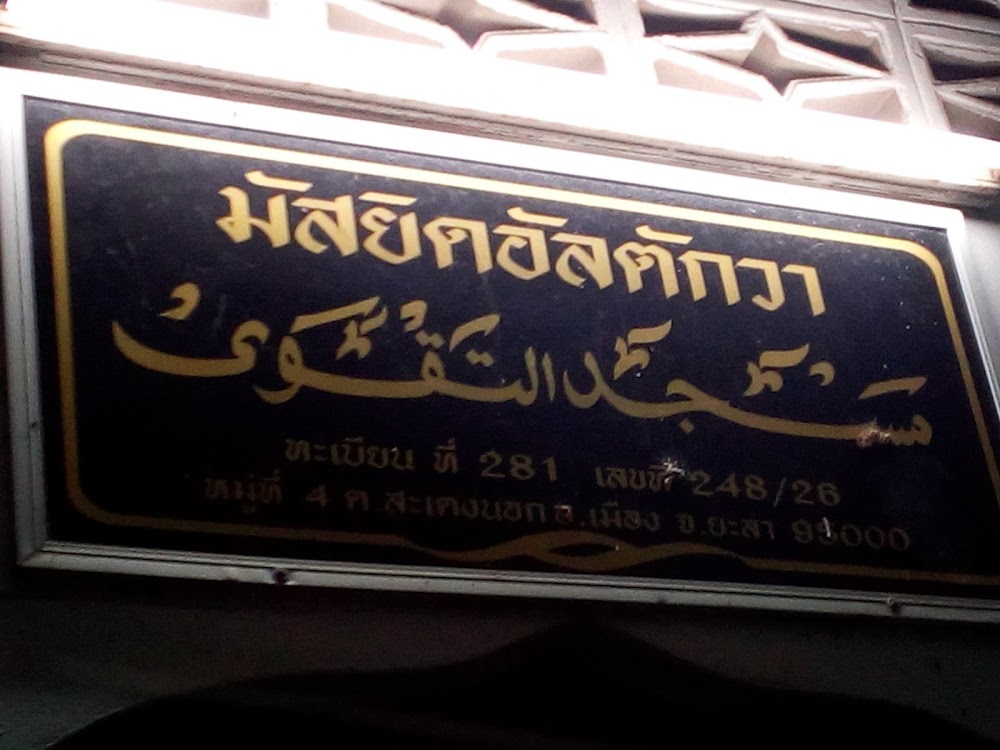 มัสยิดอัลตักวา
مَسْجِدُ التَّقْوَىٰ
ทะเบียน ที่ 281 เลขที่ 248/26
หมู่ที่ 4 ต.สะเตงนอก อ.เมือง จ.ยะลา 95000